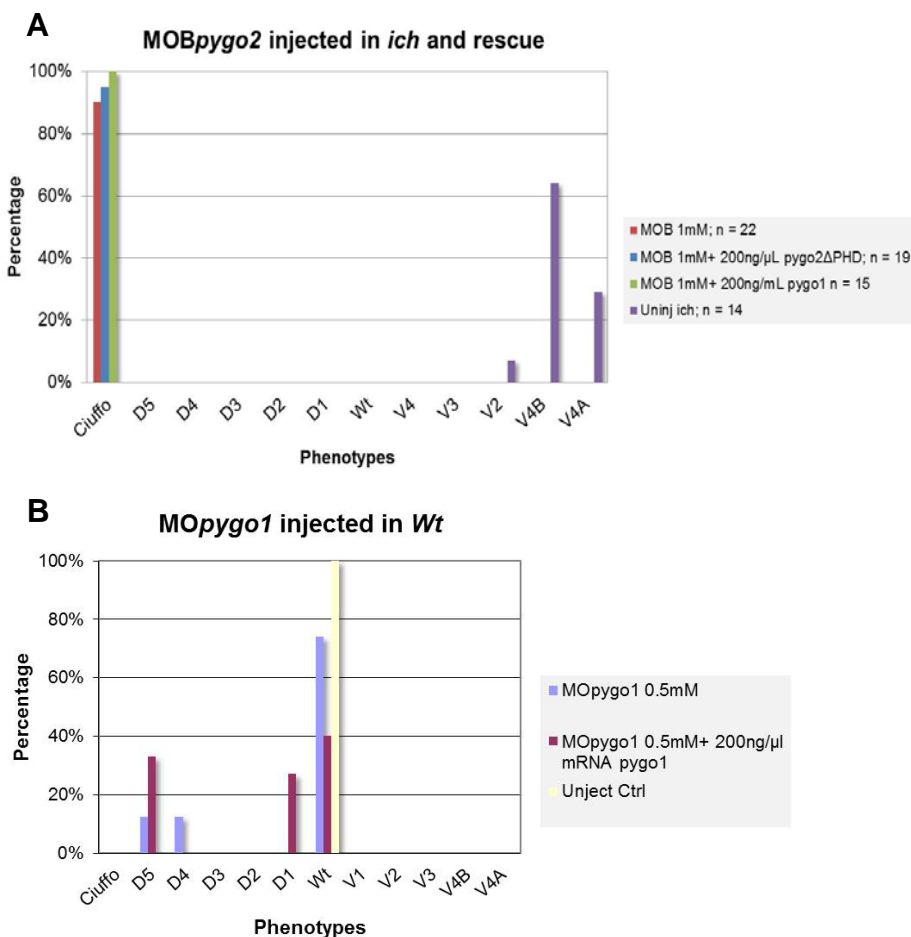 A
MOBpygo2 injected in ich and rescue
100%
80%
60%
40%
20%
0%
Percentage
Ciuffo
D5
D4
D3
D2
D1
Wt
V4
V3
V2
V4B
V4A
Phenotypes
MOB 1mM; n = 22
MOB 1mM+ 200ng/µL pygo2ΔPHD; n = 19
MOB 1mM+ 200ng/mL pygo1 n = 15
Uninj ich; n = 14
B
MOpygo1 injected in Wt
100%
80%
60%
40%
20%
0%
Percentage
Ciuffo
D5
D4
D3
D2
D1
Wt
V1
V2
V3
V4B
V4A
Phenotypes
MOpygo1 0.5mM
MOpygo1 0.5mM+ 200ng/µl
mRNA pygo1
Unject Ctrl